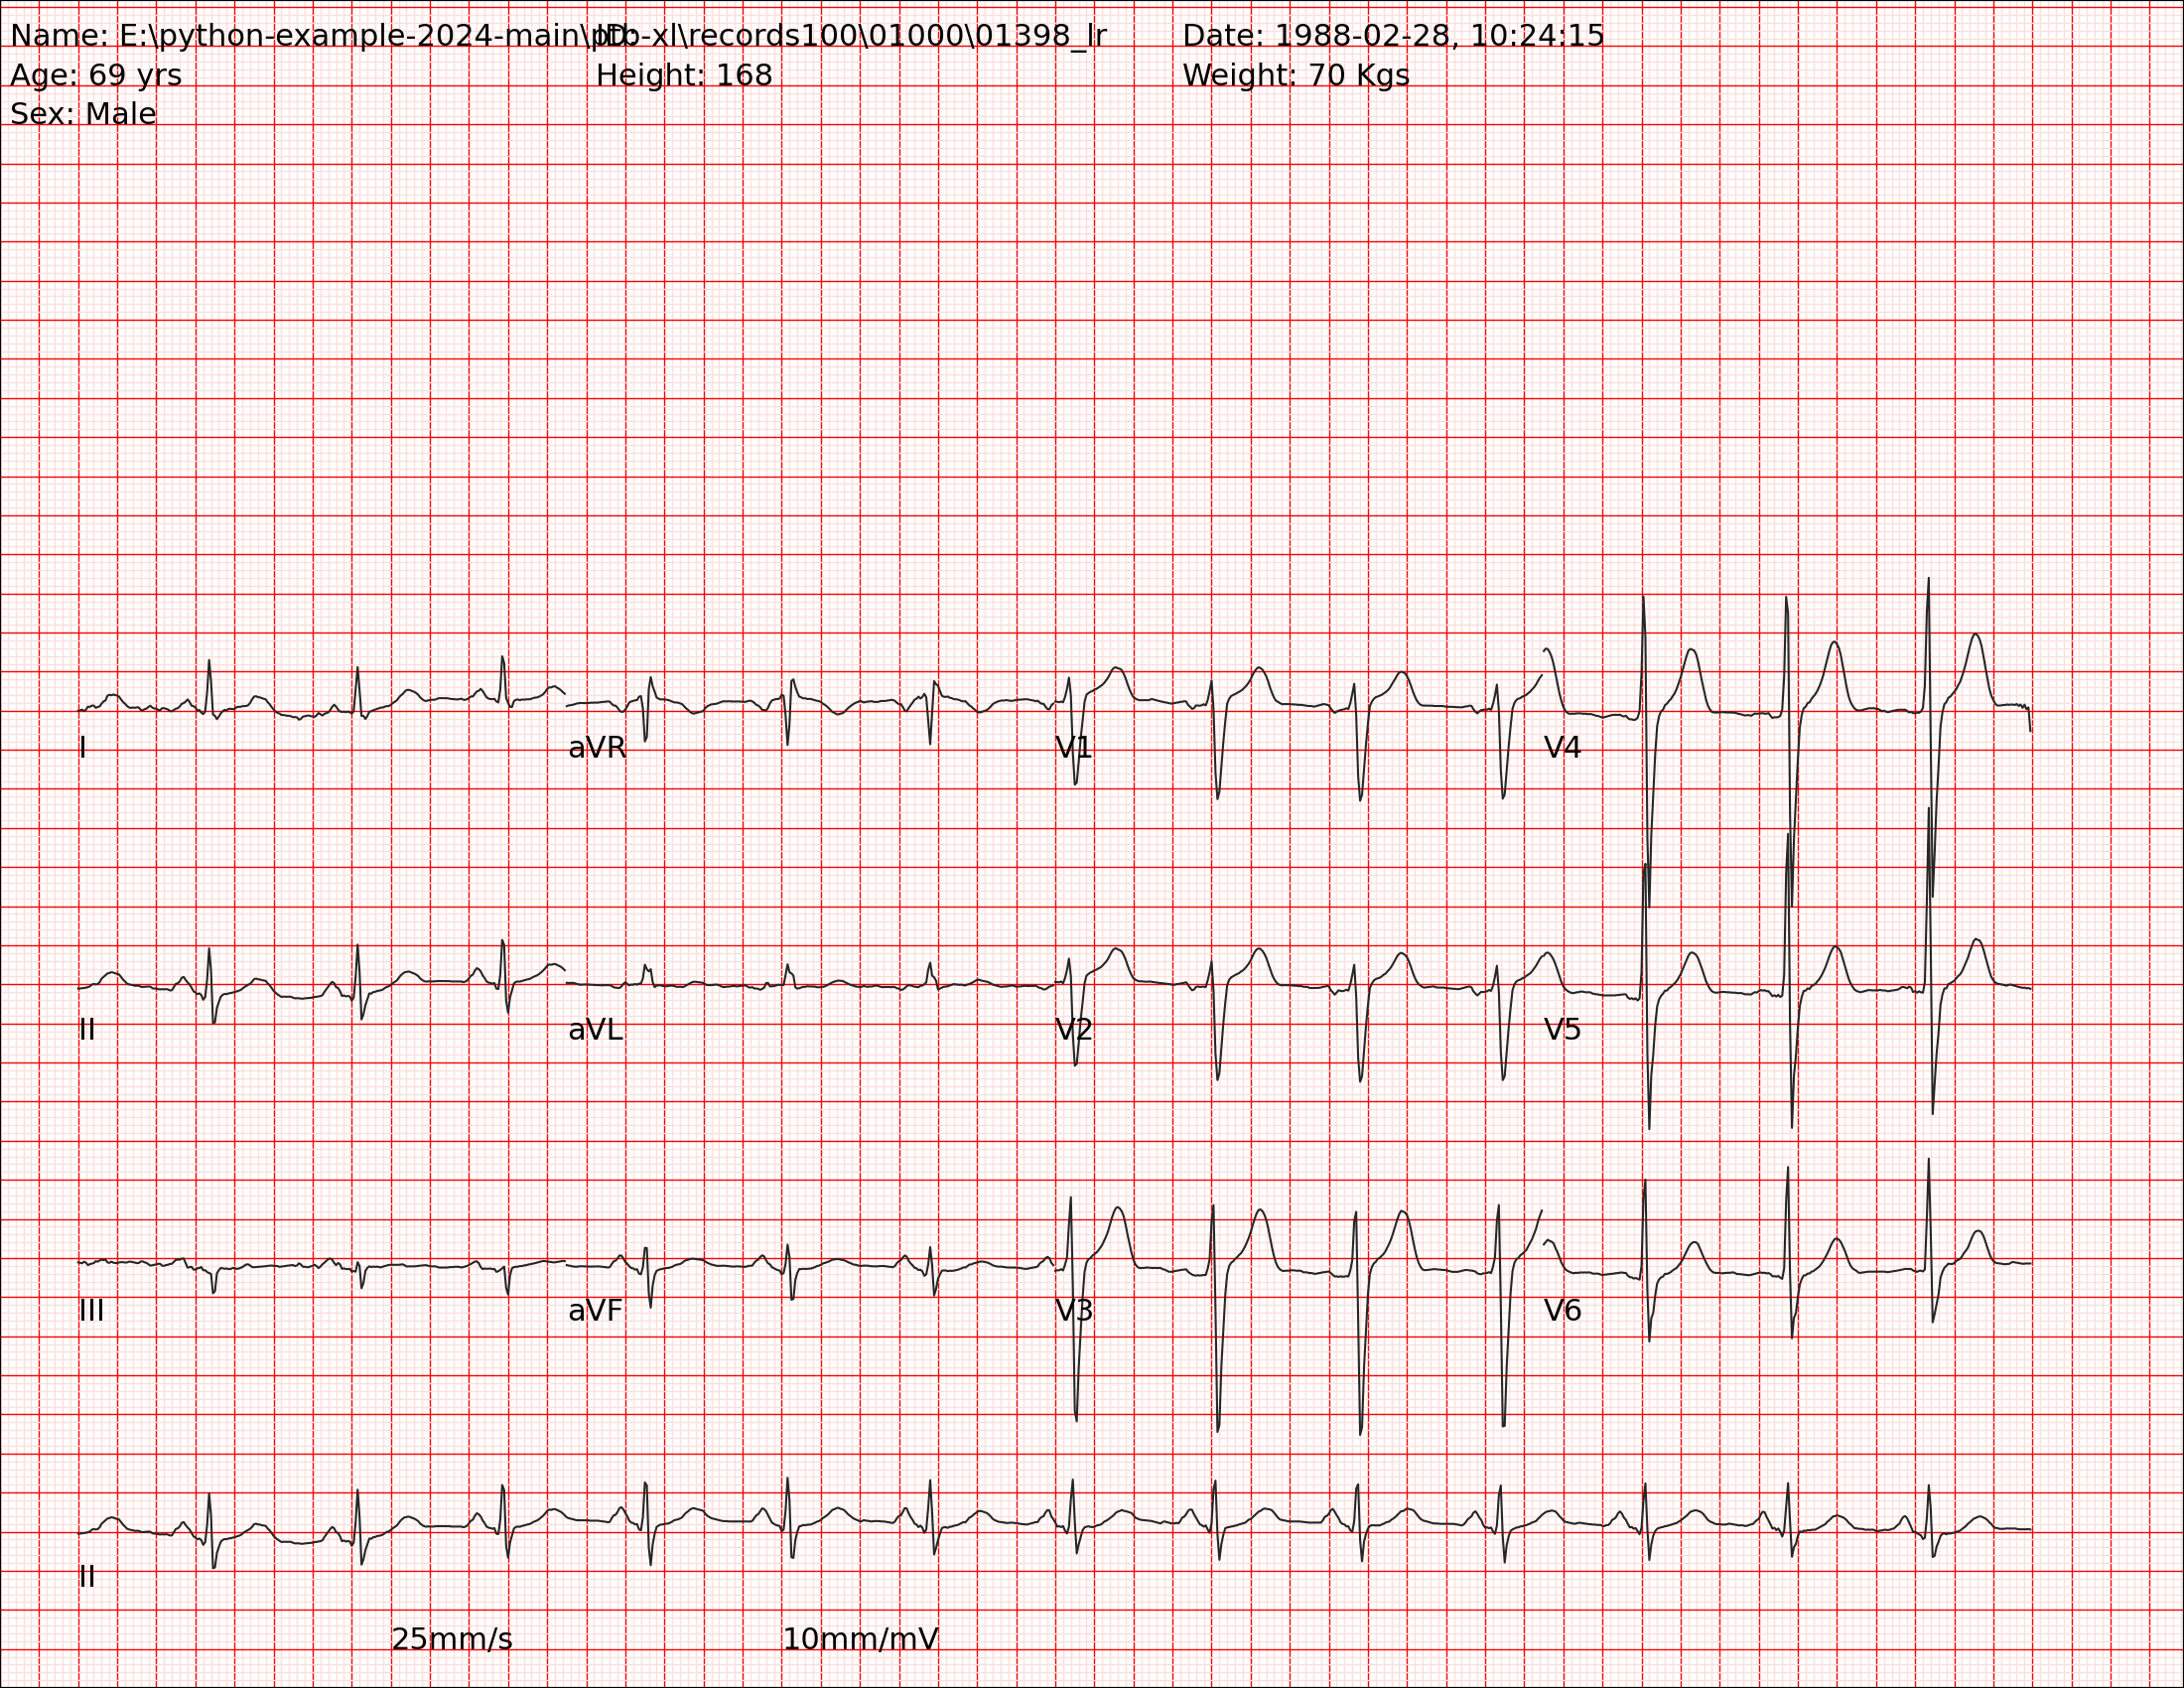 Name: E:\python-example-2024-main\ptb-xl\records100\01000\01398_lr ID: Date: 1988-02-28, 10:24:15
Age: 69 yrs Height: 168 Weight: 70 Kgs
Sex: Male
I aVR V1 V4
II aVL V2 V5
III aVF V3 V6
II
25mm/s 10mm/mV